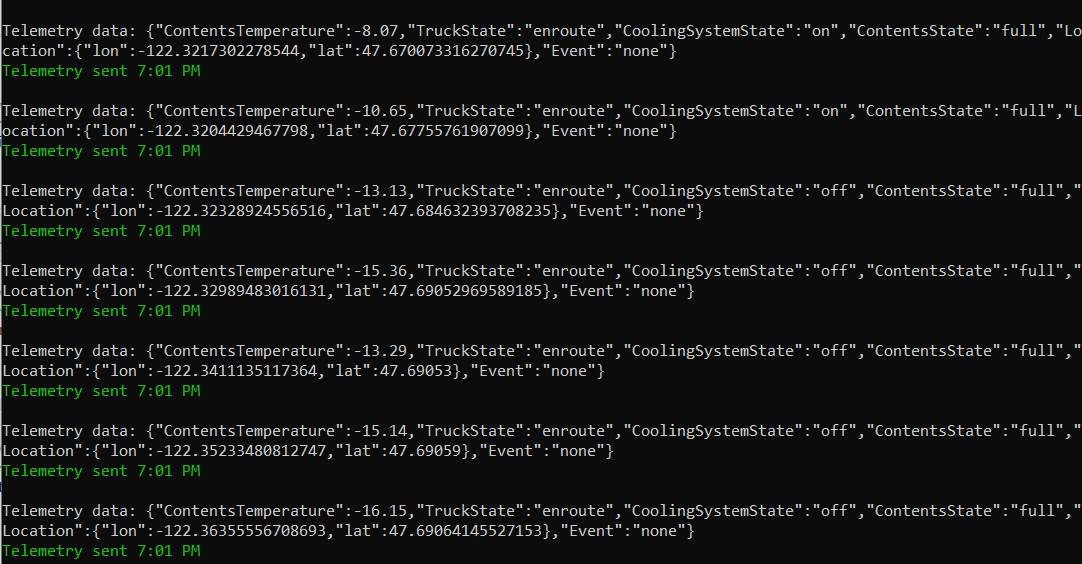 Telemetry data: {"ContentsTemperature":-8.07,"TruckState":"enroute","CoolingSystemState":"on","ContentsState":"full","Lo
cation":{"lon":-122.3217302278544,"lat":47.670073316270745},"Event":"none"}
Telemetry sent 7:01 PM
Telemetry data: {"ContentsTemperature":-10.65,"TruckState":"enroute","CoolingSystemState":"on","ContentsState":"full","L
ocation":{"lon":-122.3204429467798,"lat":47.67755761907099},"Event":"none"}
Telemetry sent 7:01 PM
Telemetry data: {"ContentsTemperature":-13.13,"TruckState":"enroute","CoolingSystemState":"off","ContentsState":"full","
Location":{"lon":-122.32328924556516,"lat":47.684632393708235},"Event":"none"}
Telemetry sent 7:01 PM
Telemetry data: {"ContentsTemperature":-15.36,"TruckState":"enroute","CoolingSystemState":"off","ContentsState":"full","
Location":{"lon":-122.32989483016131,"lat":47.69052969589185},"Event":"none"}
Telemetry sent 7:01 PM
Telemetry data: {"ContentsTemperature":-13.29,"TruckState":"enroute","CoolingSystemState":"off","ContentsState":"full","
Location":{"lon":-122.3411135117364,"lat":47.69053},"Event":"none"}
Telemetry sent 7:01 PM
Telemetry data: {"ContentsTemperature":-15.14,"TruckState":"enroute","CoolingSystemState":"off","ContentsState":"full","
Location":{"lon":-122.35233480812747,"lat":47.69059},"Event":"none"}
Telemetry sent 7:01 PM
Telemetry data: {"ContentsTemperature":-16.15,"TruckState":"enroute","CoolingSystemState":"off","ContentsState":"full","
Location":{"lon":-122.36355556708693,"lat":47.69064145527153},"Event":"none"}
Telemetry sent 7:01 PM